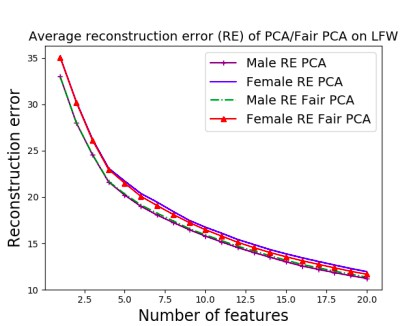 Average reconstruction error (RE) of PCA/Fair PCA on LFW
Male RE PCA
Female RE PCA
Male RE Fair PCA
Female RE Fair PCA
Reconstruction error
35
30
25
20
15
10
2.5 5.0 7.5 10.0 12.5 15.0 17.5 20.0
Number of features